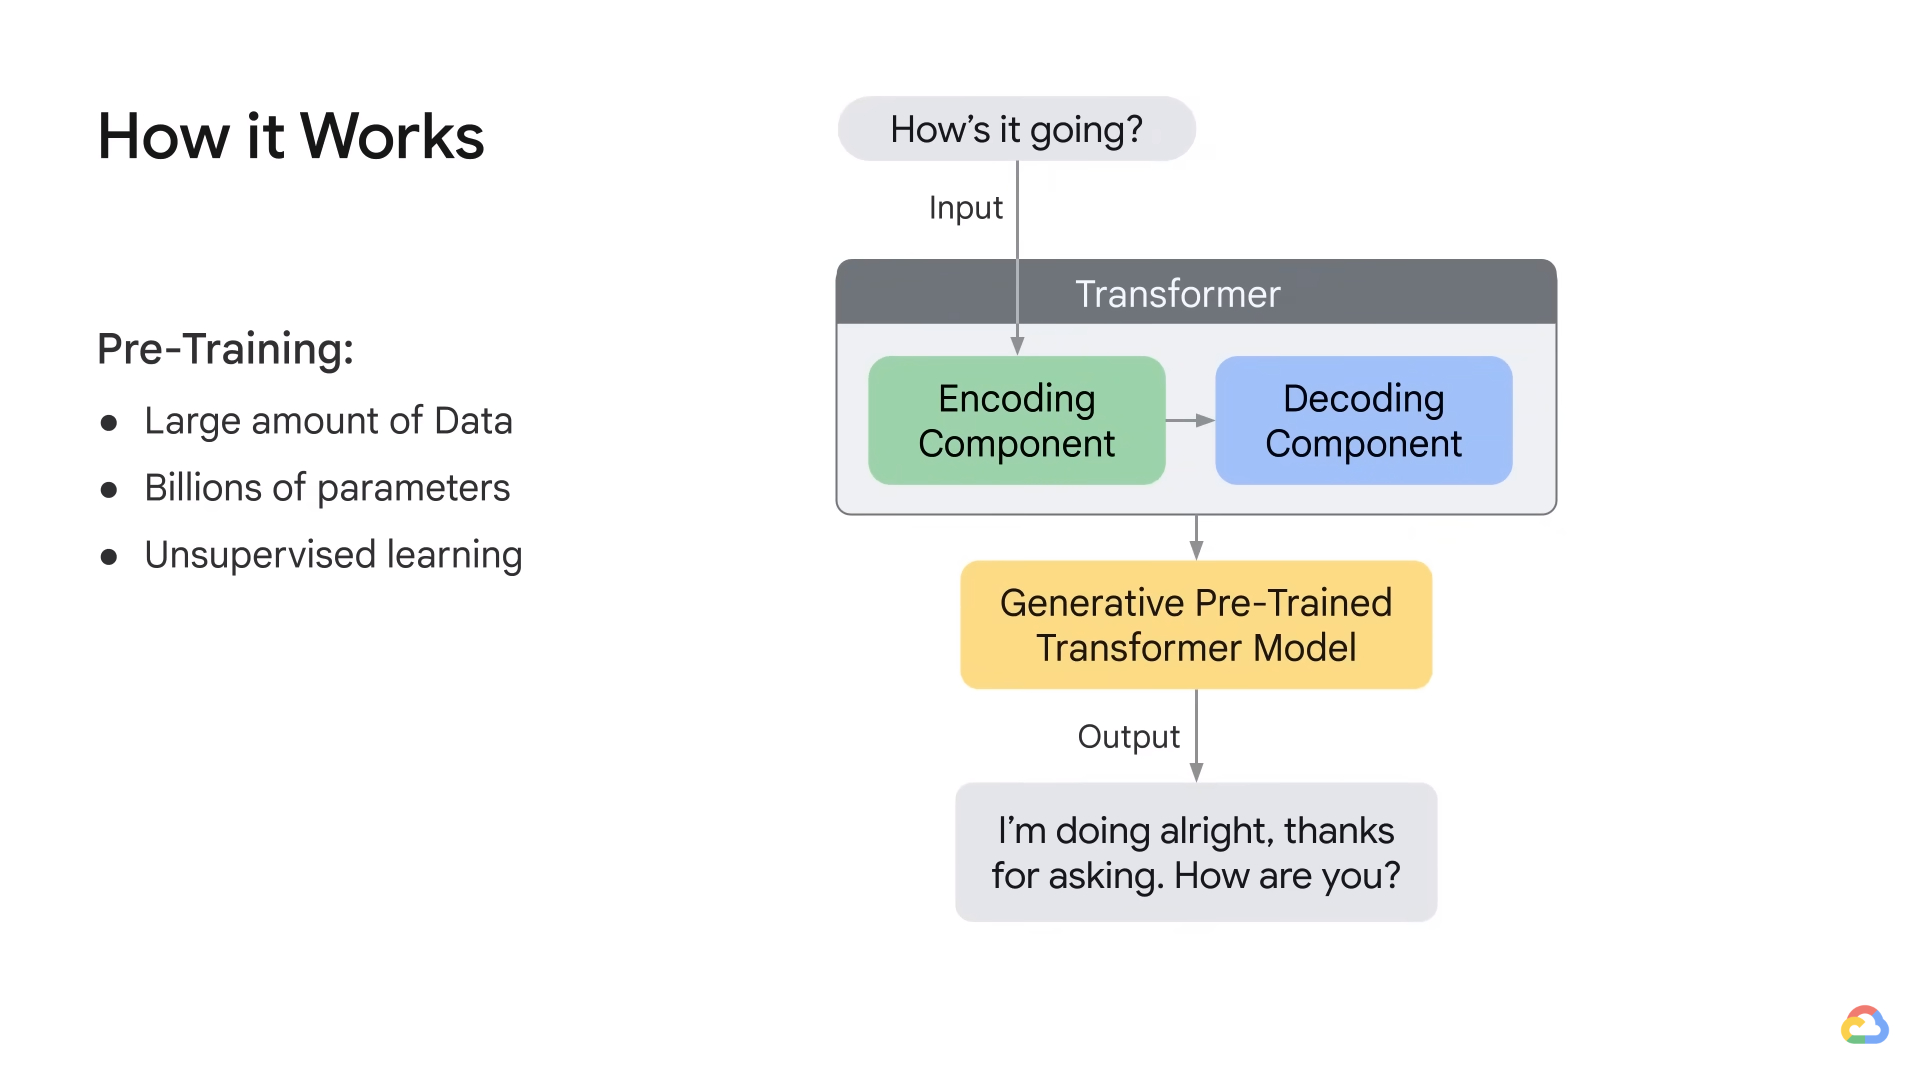 How it Works
Pre-Training:
● Large amount of Data
● Billions of parameters
● Unsupervised learning
How’s it going?
Input
Transformer
Encoding
Component
Decoding
Component
Generative Pre-Trained
Transformer Model
Output
I’m doing alright, thanks
for asking. How are you?